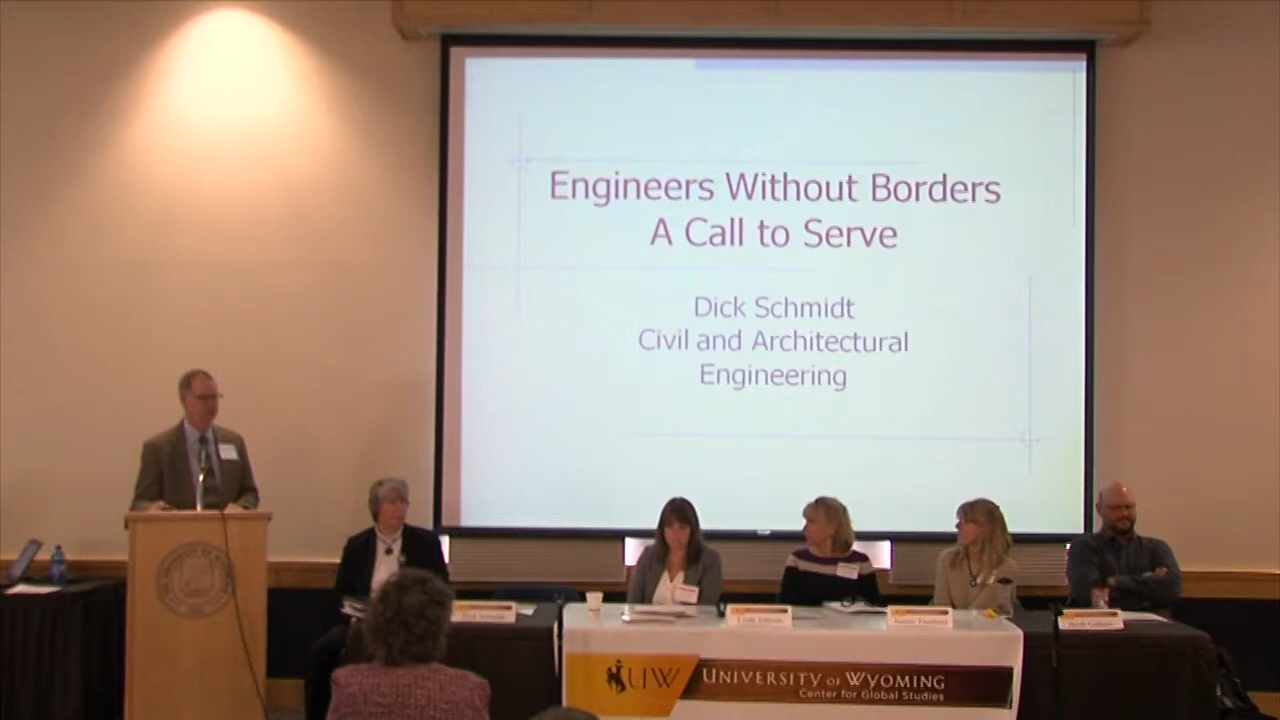 Engineers Without Borders
A Call to Serve
Dick Schmidt
Civil and Architectural
Engineering
UW
UNIVERSITY OF WYOMING
Center for Global Studies